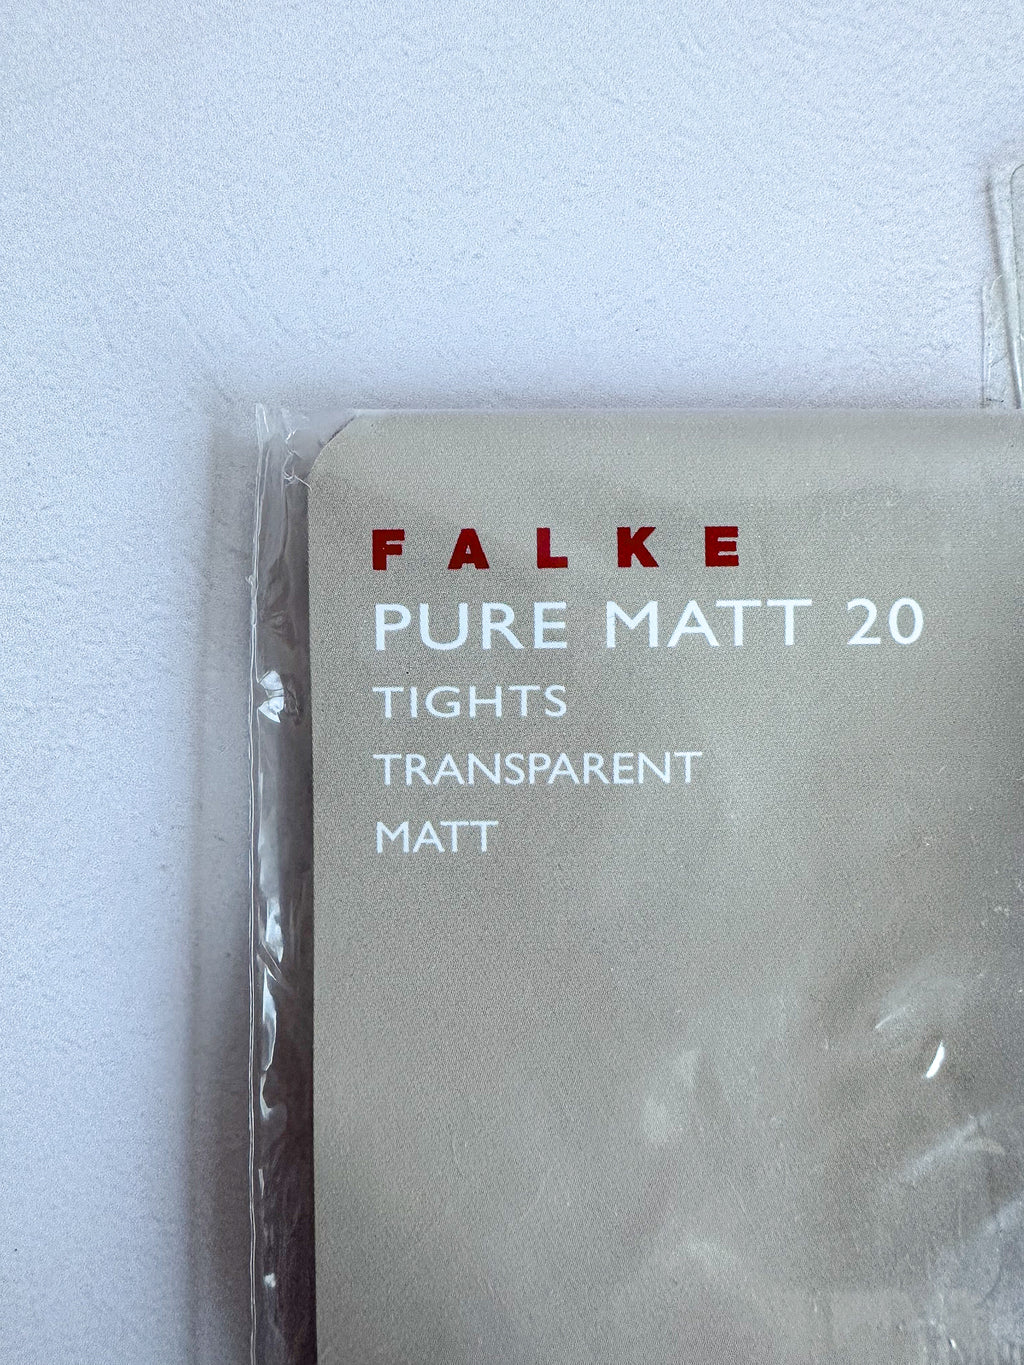 FALKE
PURE MATT 20
TIGHTS
TRANSPARENT
MATT